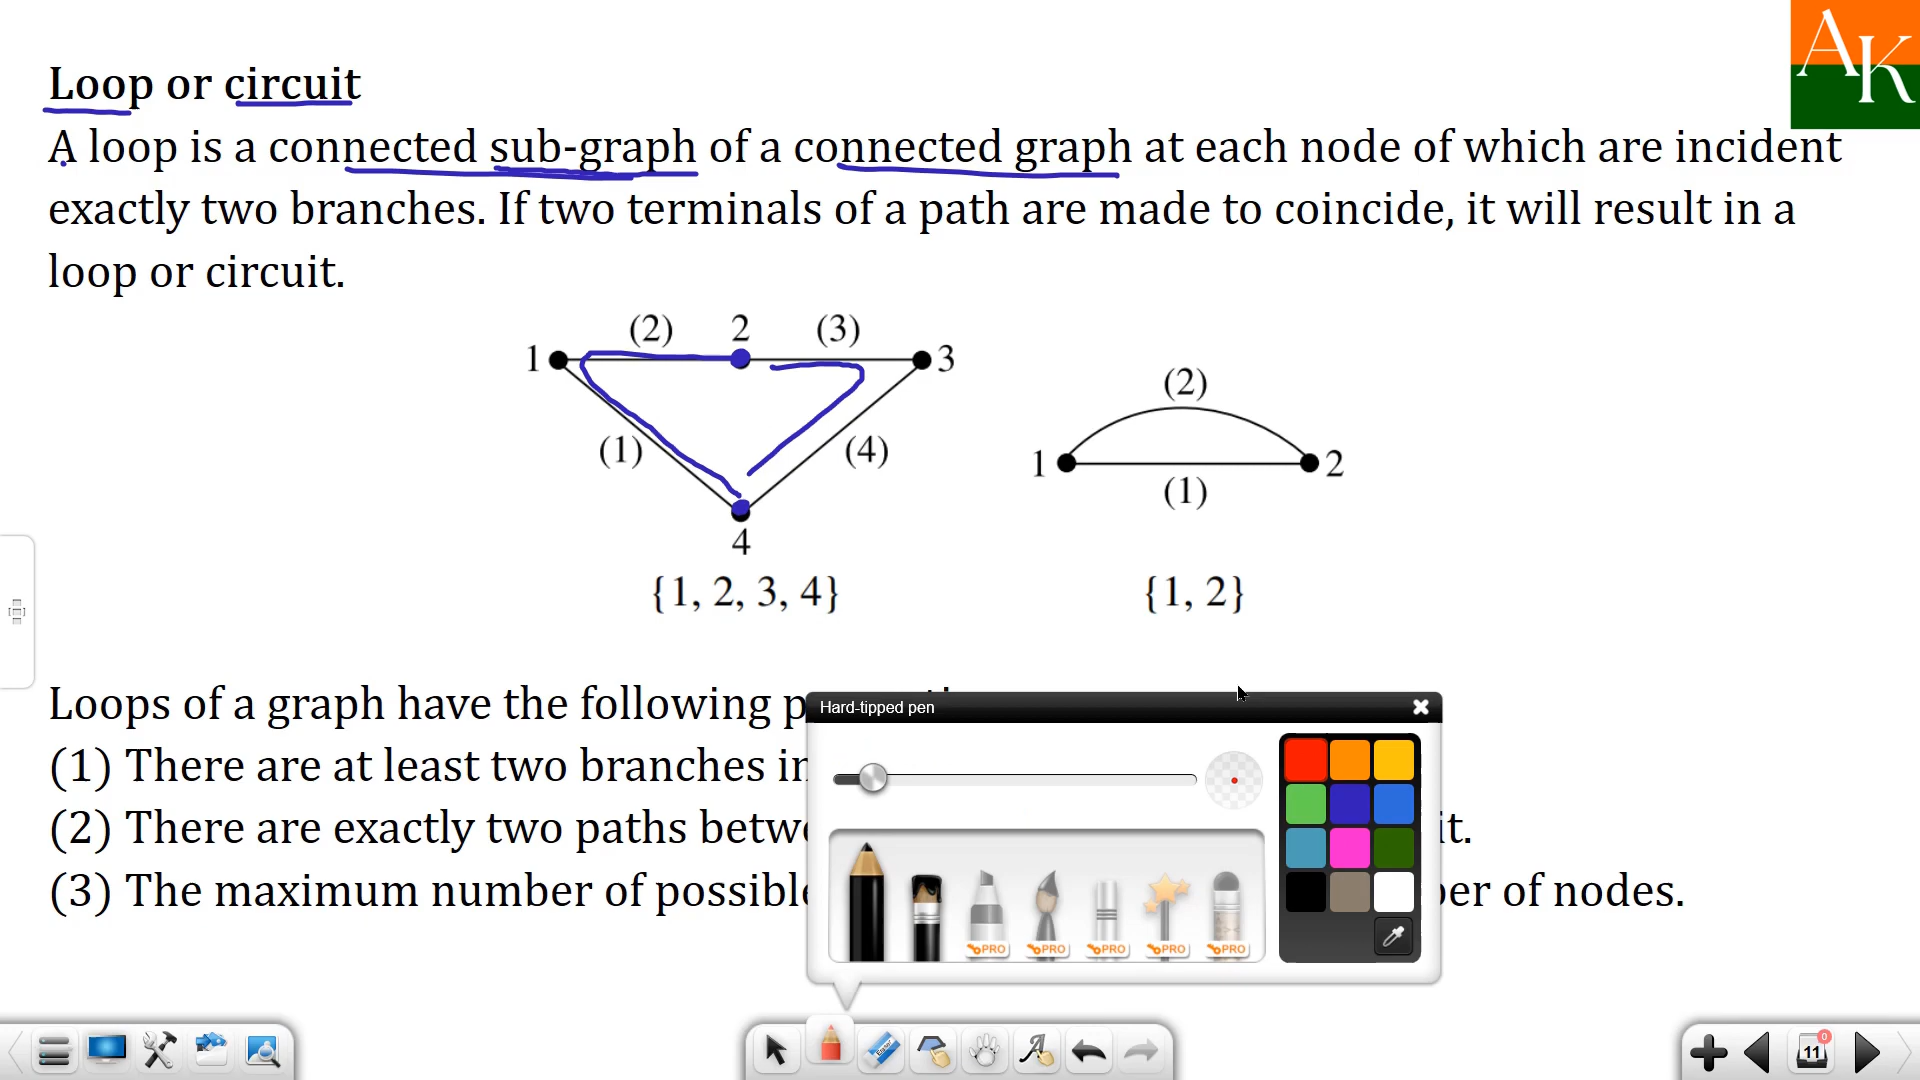 AK
Loop or circuit
A loop is a connected sub-graph of a connected graph at each node of which are incident
exactly two branches. If two terminals of a path are made to coincide, it will result in a
loop or circuit.
(2) 2 (3)
1 3
(1) (4)
4
{1, 2, 3, 4}
(2)
1 2
(1)
{1, 2}
Loops of a graph have the following
Hard-tipped pen
(1) There are at least two branches in
(2) There are exactly two paths it.
(3) The maximum number of possible of nodes.
PRO PRO PRO PRO PRO
Eraser
A
11
0